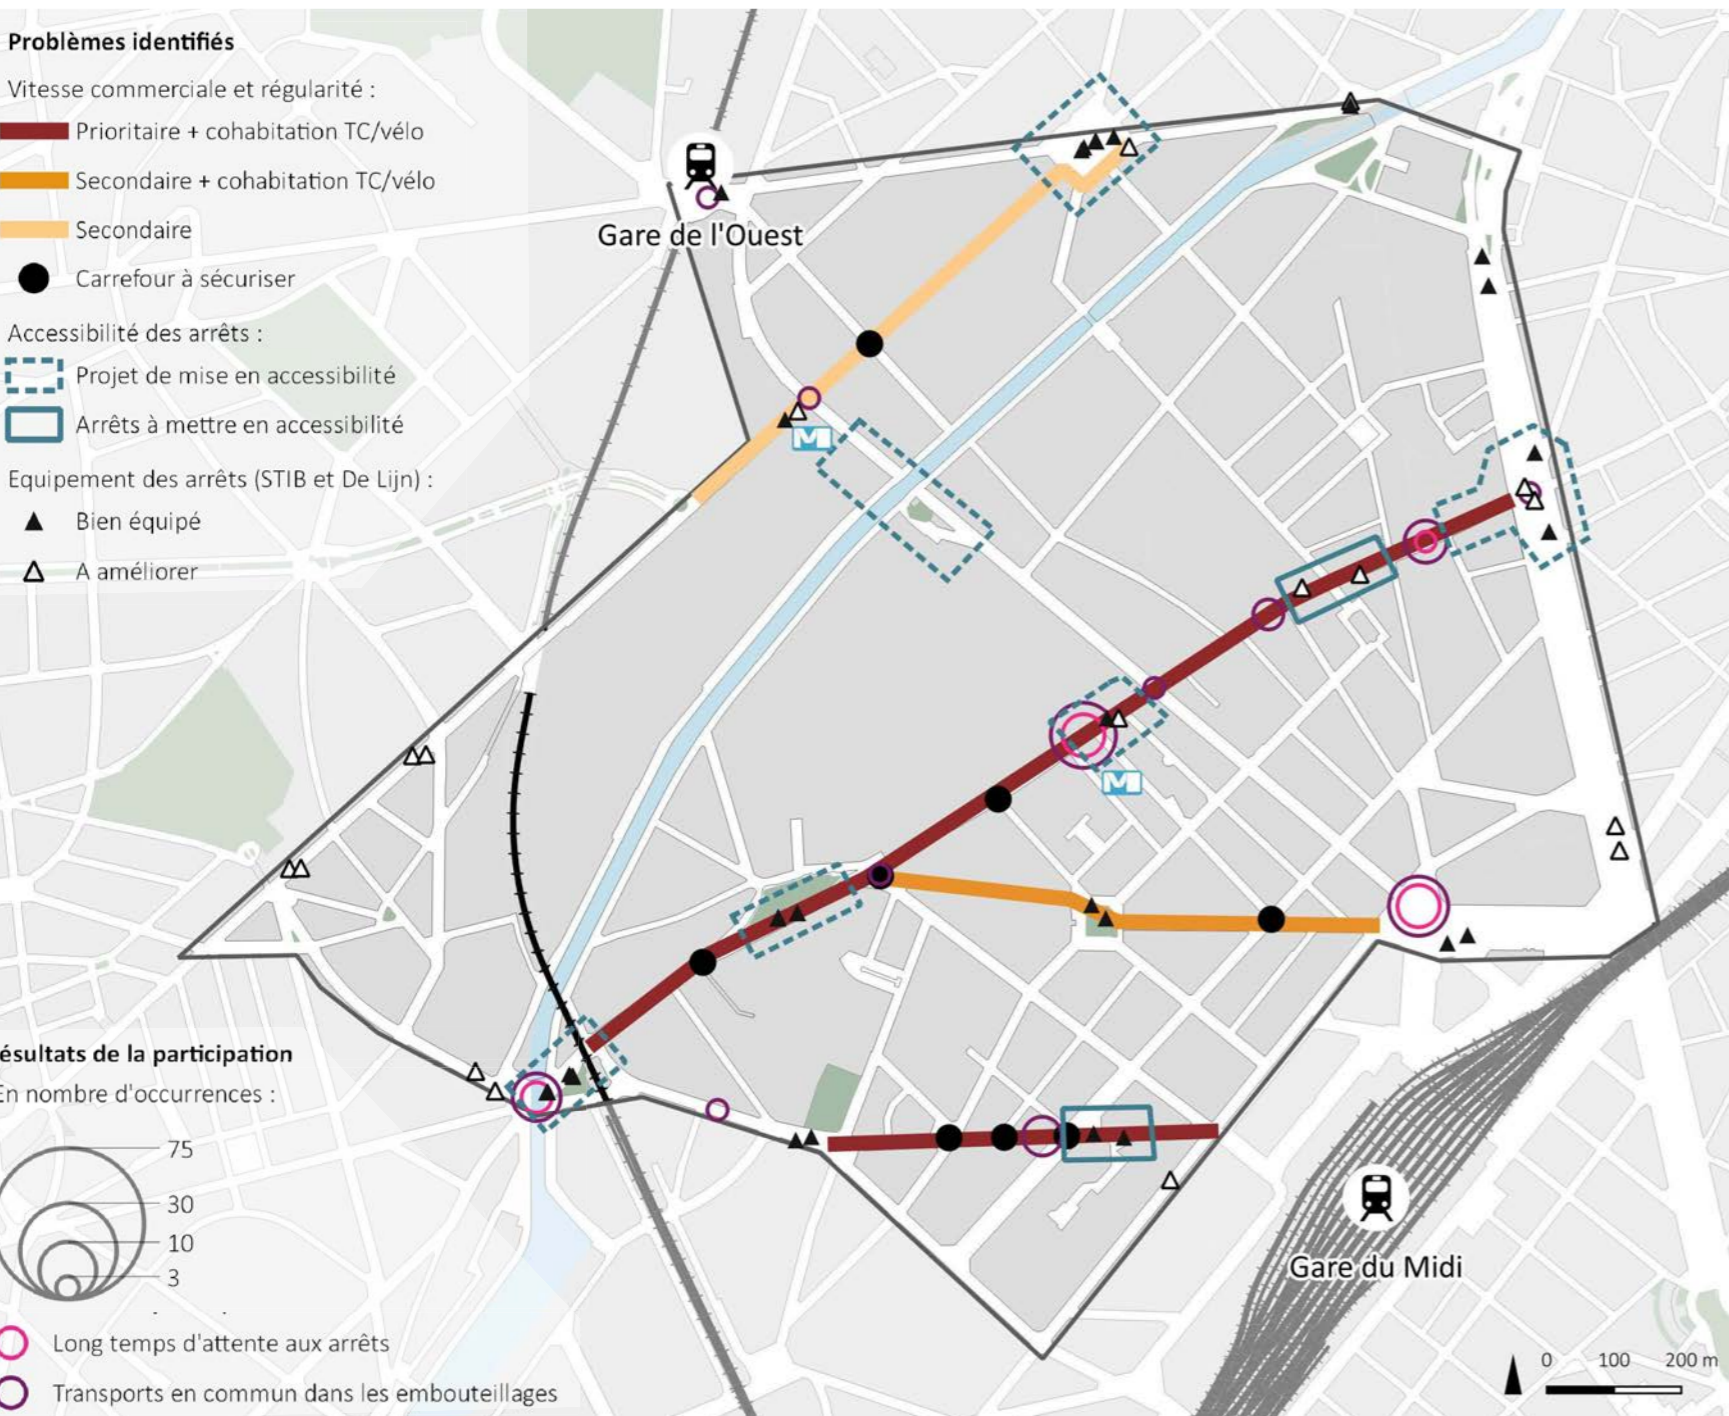 Problèmes identifiés
Vitesse commerciale et régularité :
Prioritaire + cohabitation TC/vélo
Secondaire + cohabitation TC/vélo
Secondaire
Carrefour à sécuriser
Accessibilité des arrêts :
Projet de mise en accessibilité
Arrêts à mettre en accessibilité
Equipement des arrêts (STIB et De Lijn) :
Bien équipé
A améliorer
Gare de l'Ouest
M
M
ésultats de la participation
En nombre d'occurrences :
75
30
10
3
Long temps d'attente aux arrêts
Transports en commun dans les embouteillages
Gare du Midi
0 100 200 m